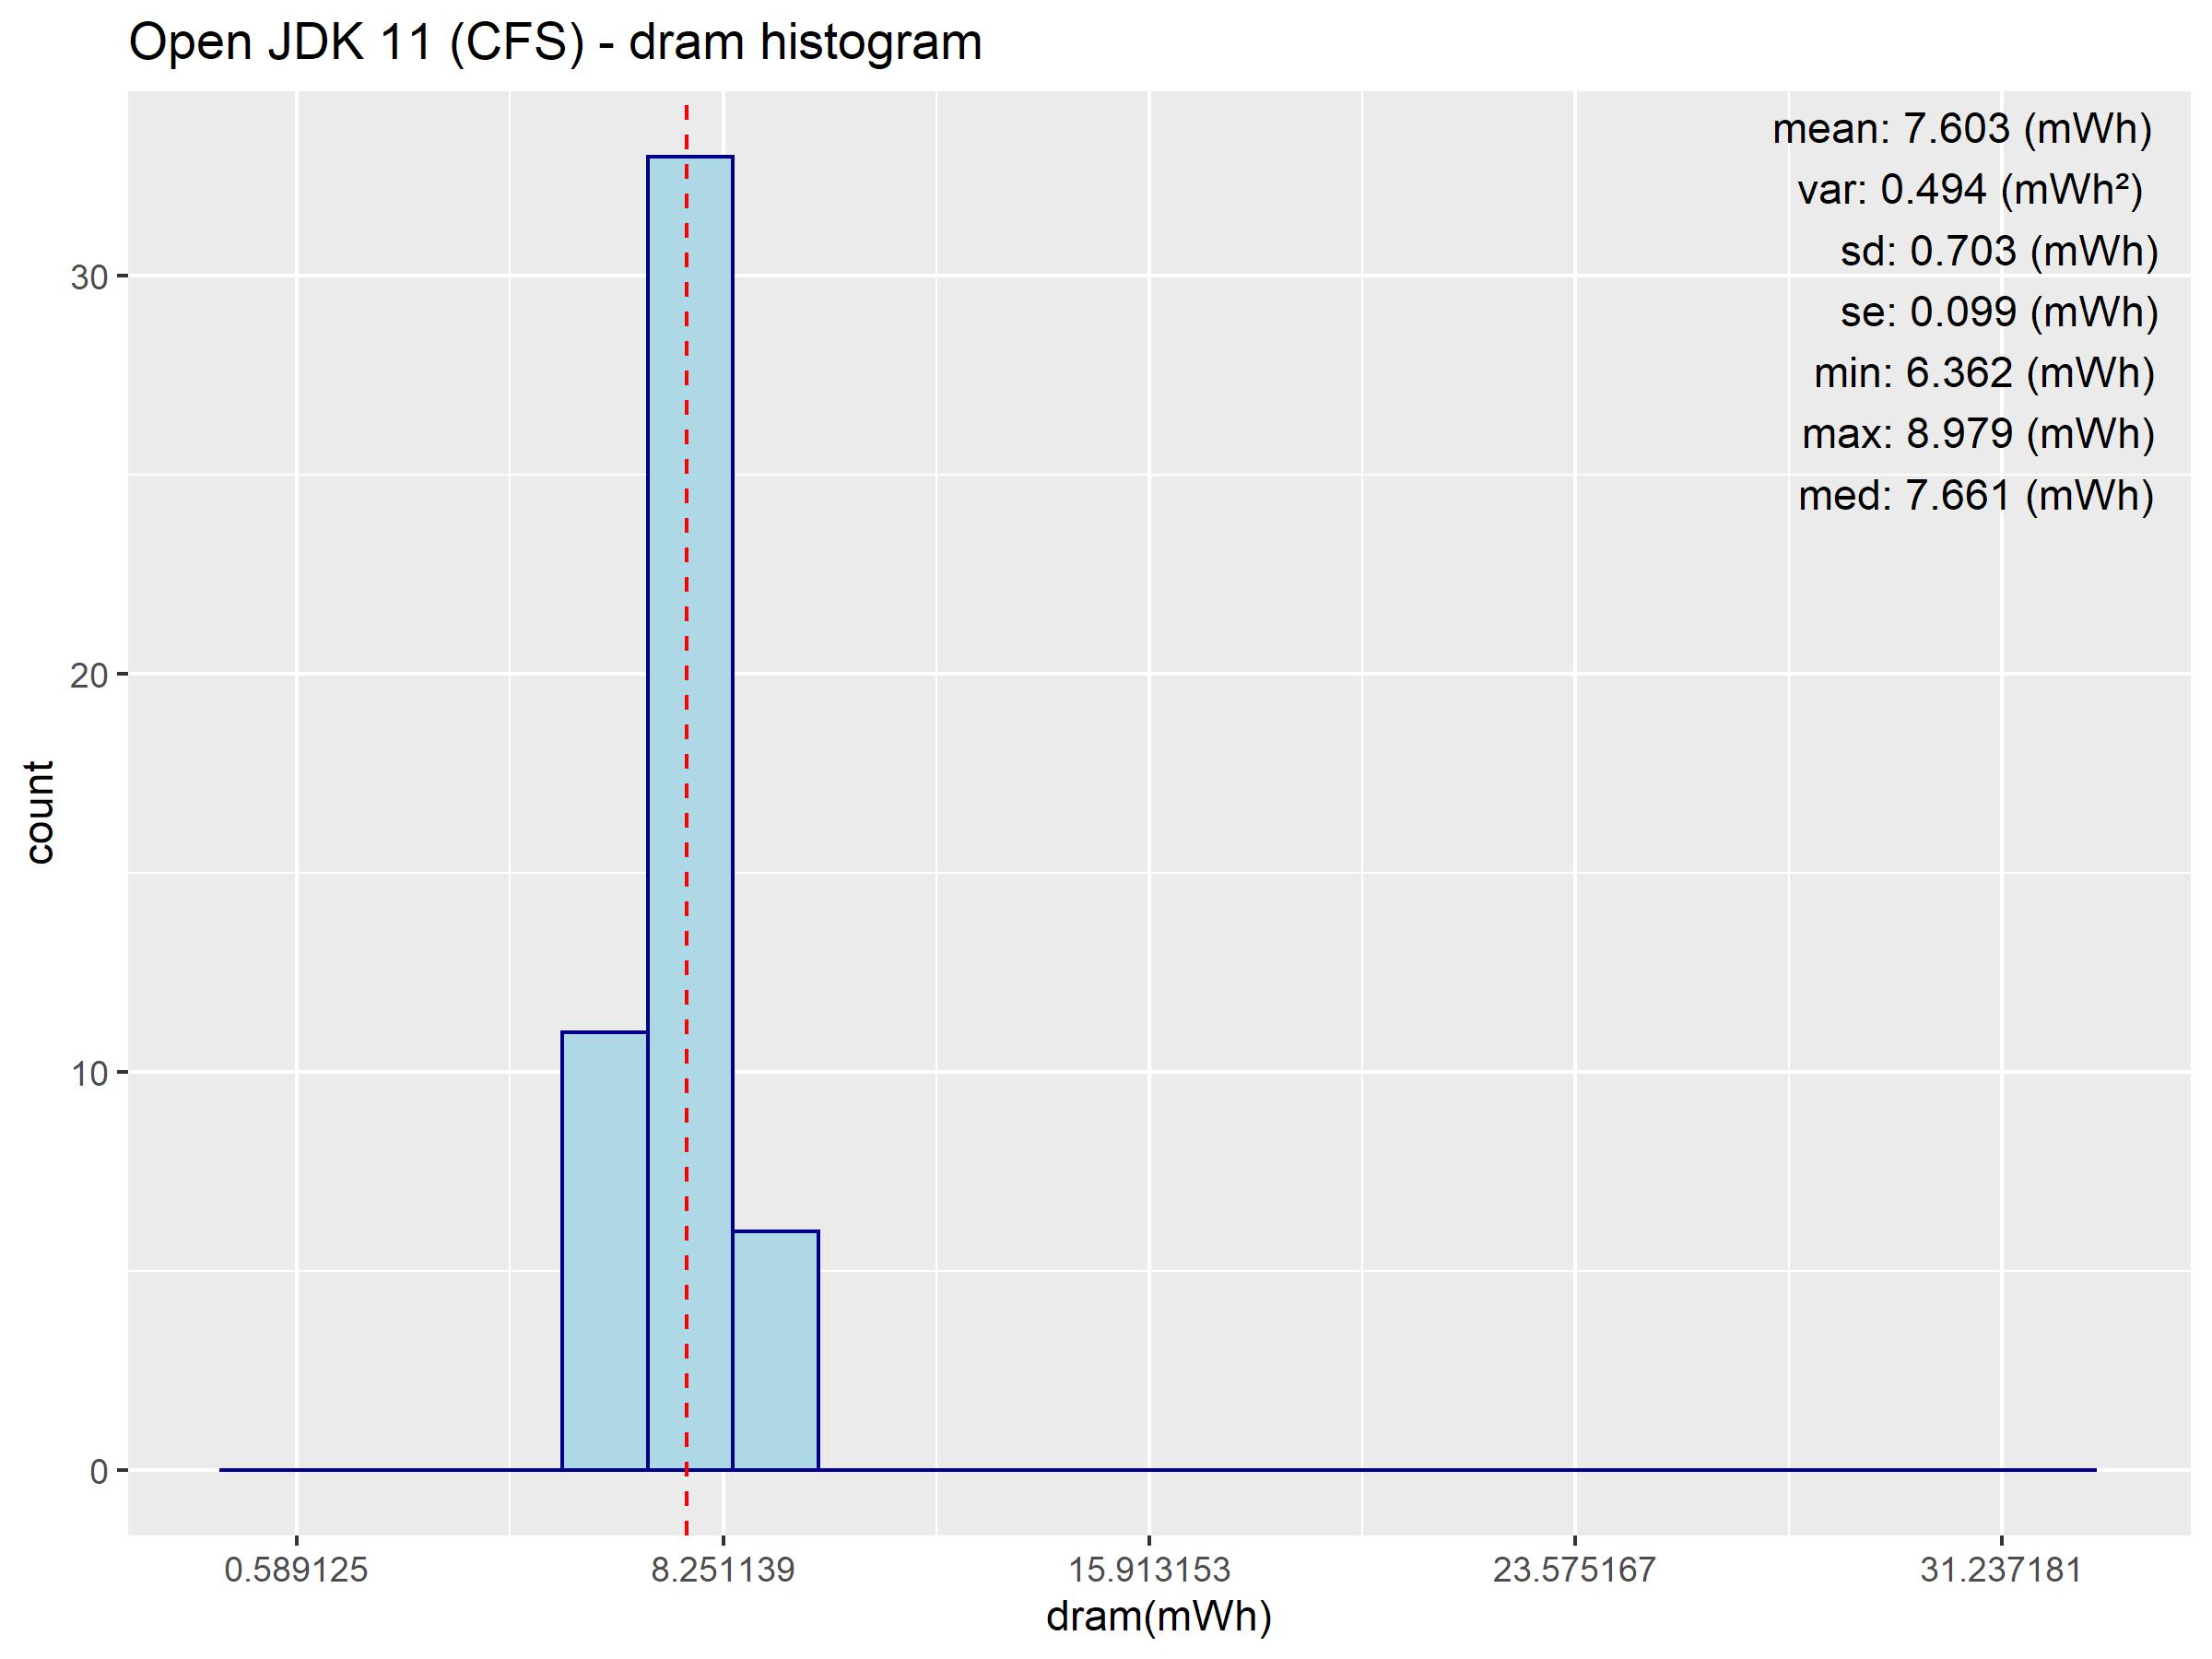 Open JDK 11 (CFS) - dram histogram
mean: 7.603 (mWh)
var: 0.494 (mWh²)
sd: 0.703 (mWh)
se: 0.099 (mWh)
min: 6.362 (mWh)
max: 8.979 (mWh)
med: 7.661 (mWh)
30
20
10
0
count
0.589125 8.251139 15.913153 23.575167 31.237181
dram(mWh)